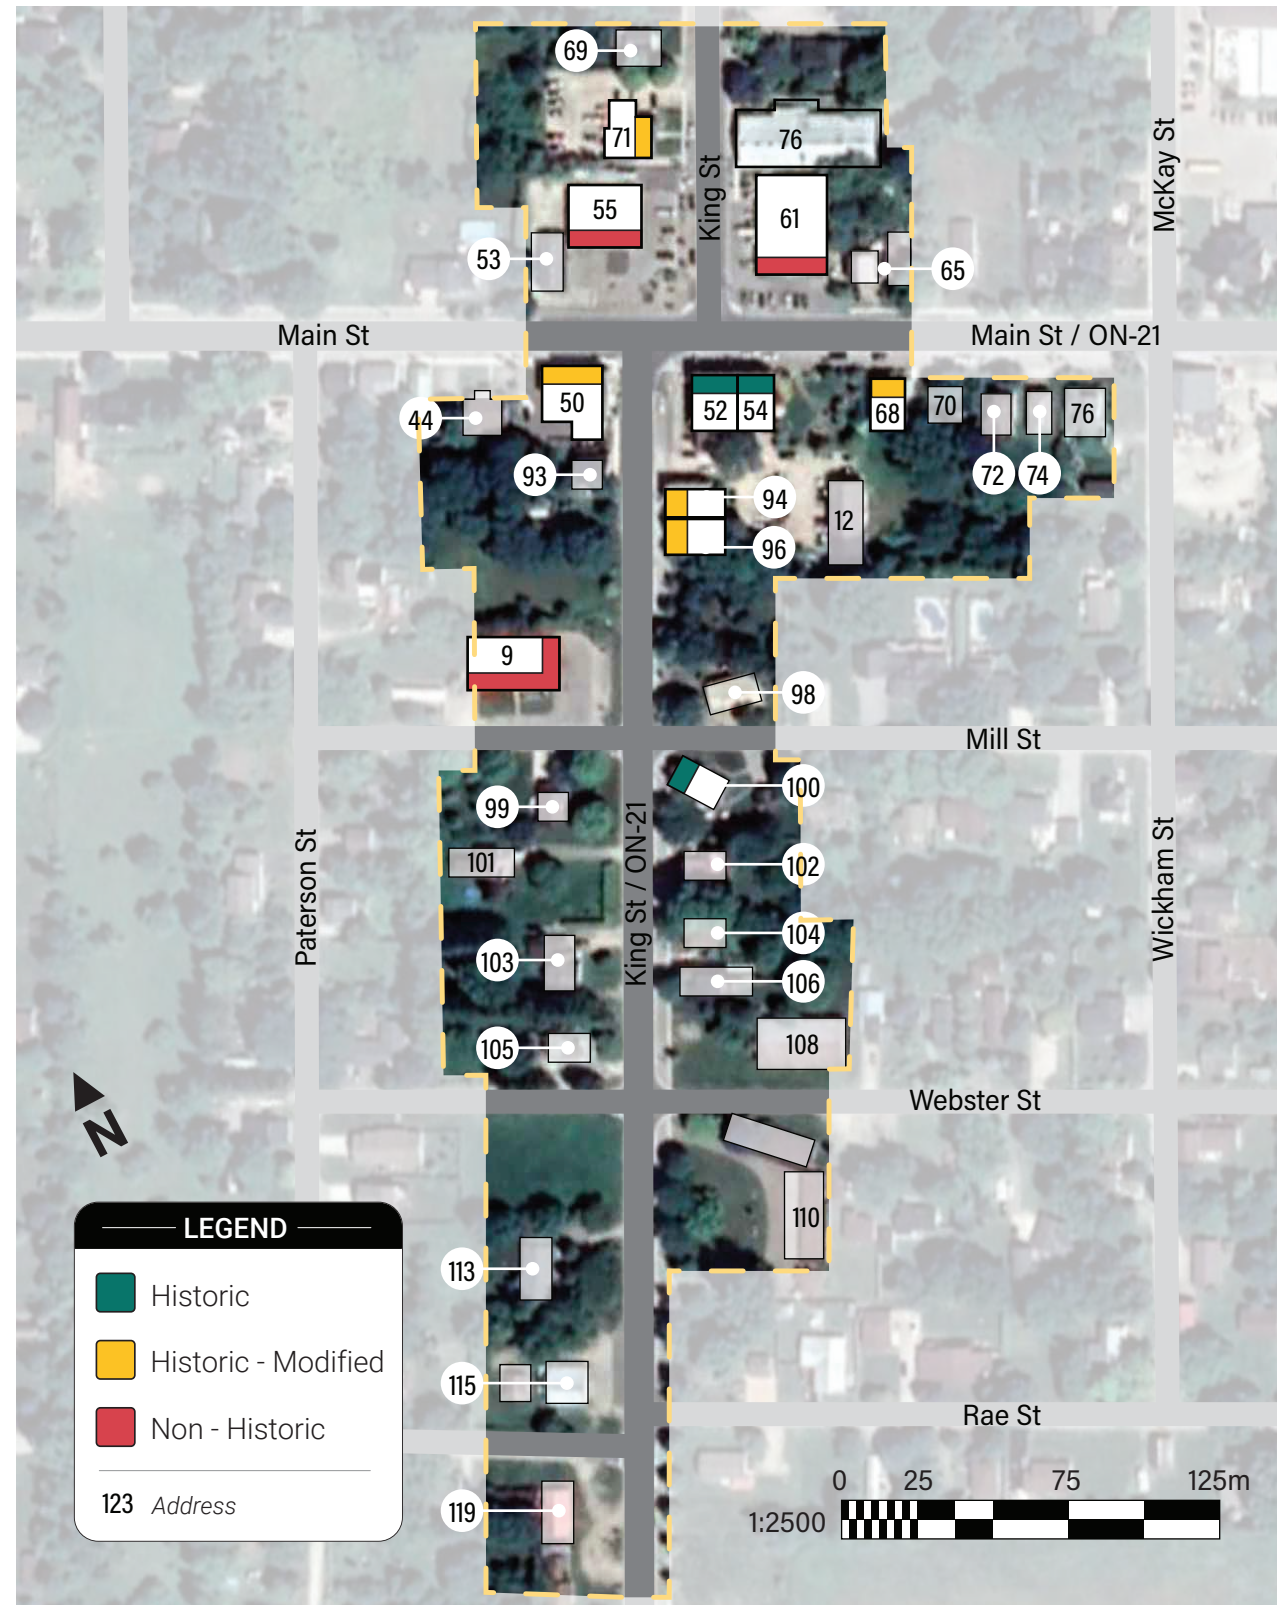 69
71
76
King St
McKay St
55
61
53
65
Main St
Main St / ON-21
50
52
54
68
70
76
44
93
72
74
94
12
96
9
98
Mill St
100
99
101
102
Paterson St
King St / ON-21
Wickham St
103
104
106
105
108
Webster St
N
110
113
115
Rae St
119
LEGEND
Historic
Historic - Modified
Non - Historic
123 Address
0 25 75 125m
1:2500